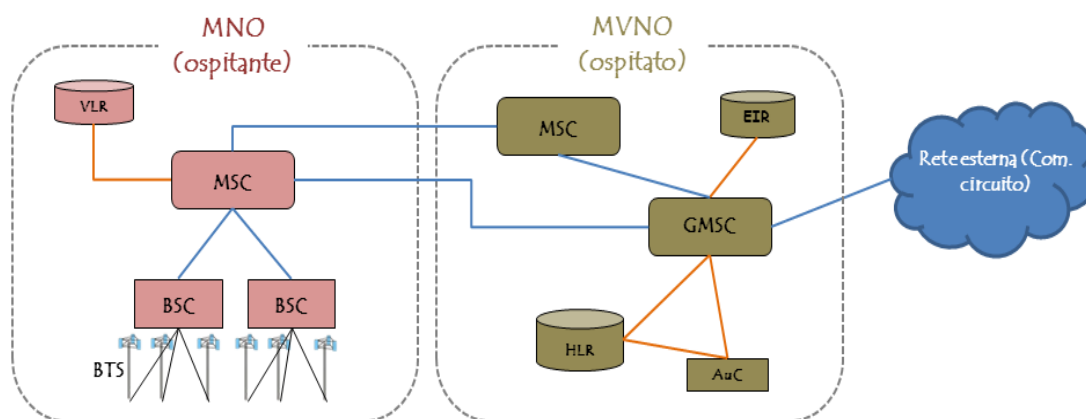 MNO
(ospitante)
MVNO
(ospitato)
VLR
MSC
EIR
MSC
Rete esterna (Com.
circuito)
GMSC
BSC
BSC
HLR
BTS
AuC